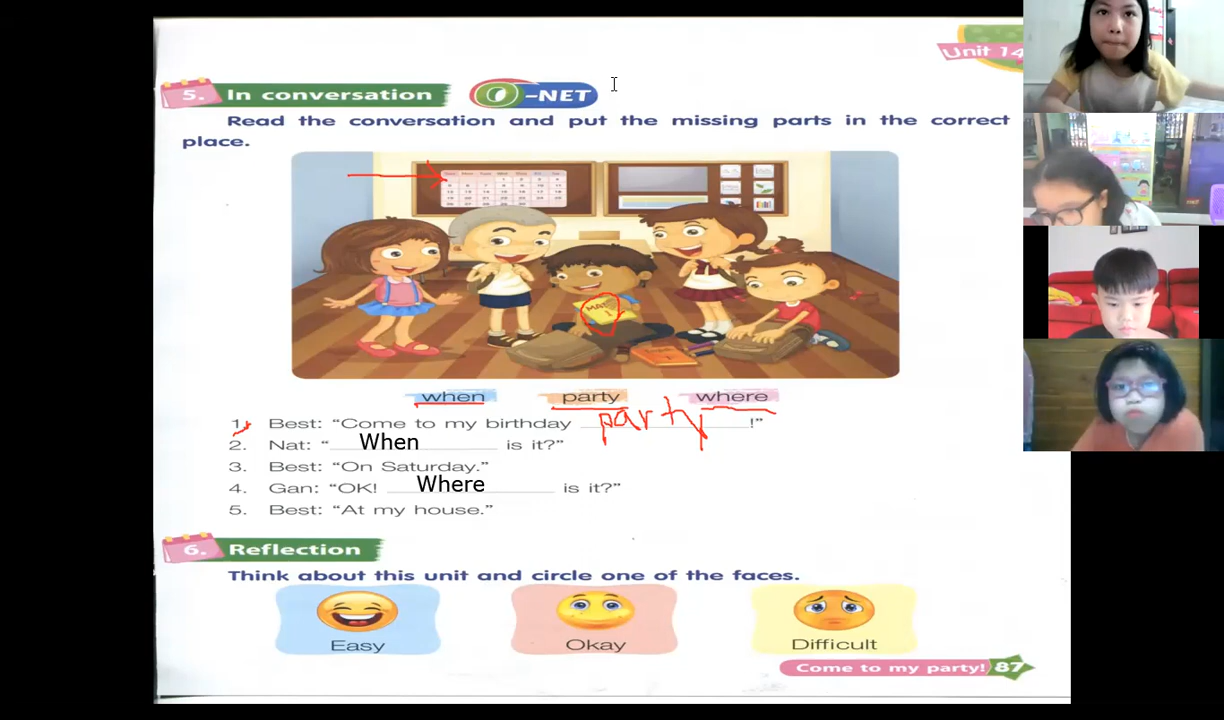 Unit 14
5. In conversation O-NET
Read the conversation and put the missing parts in the correct
place.
MATH
1
when party where
1. Best: “Come to my birthday party !”
2. Nat: “ When is it?”
3. Best: “On Saturday.”
4. Gan: “OK! Where is it?”
5. Best: “At my house.”
6. Reflection
Think about this unit and circle one of the faces.
Easy Okay Difficult
Come to my party! 87